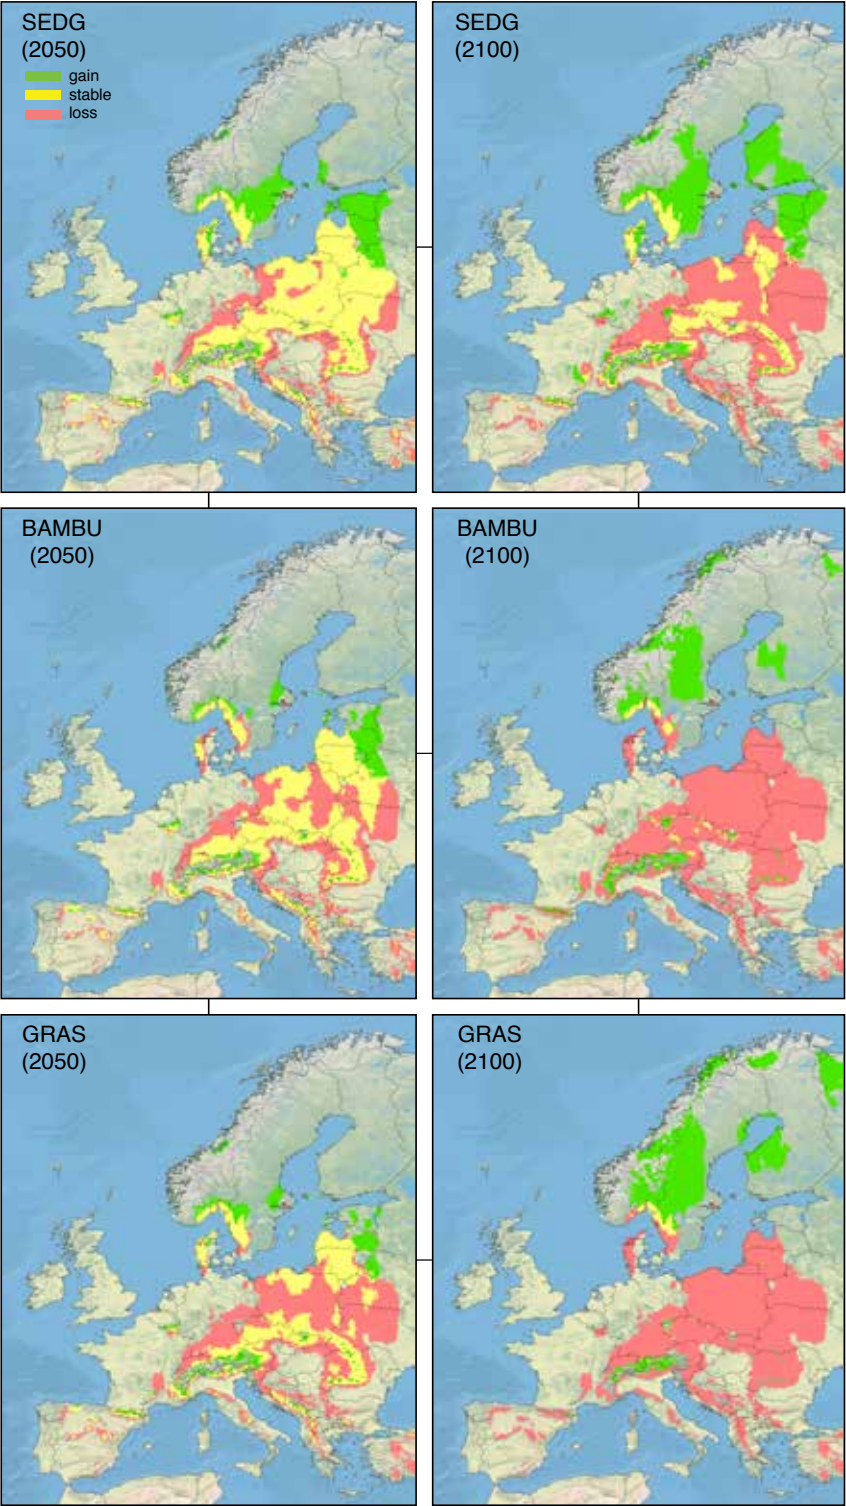 SEDG
(2050)
gain
stable
loss
SEDG
(2100)
BAMBU
(2050)
BAMBU
(2100)
GRAS
(2050)
GRAS
(2100)